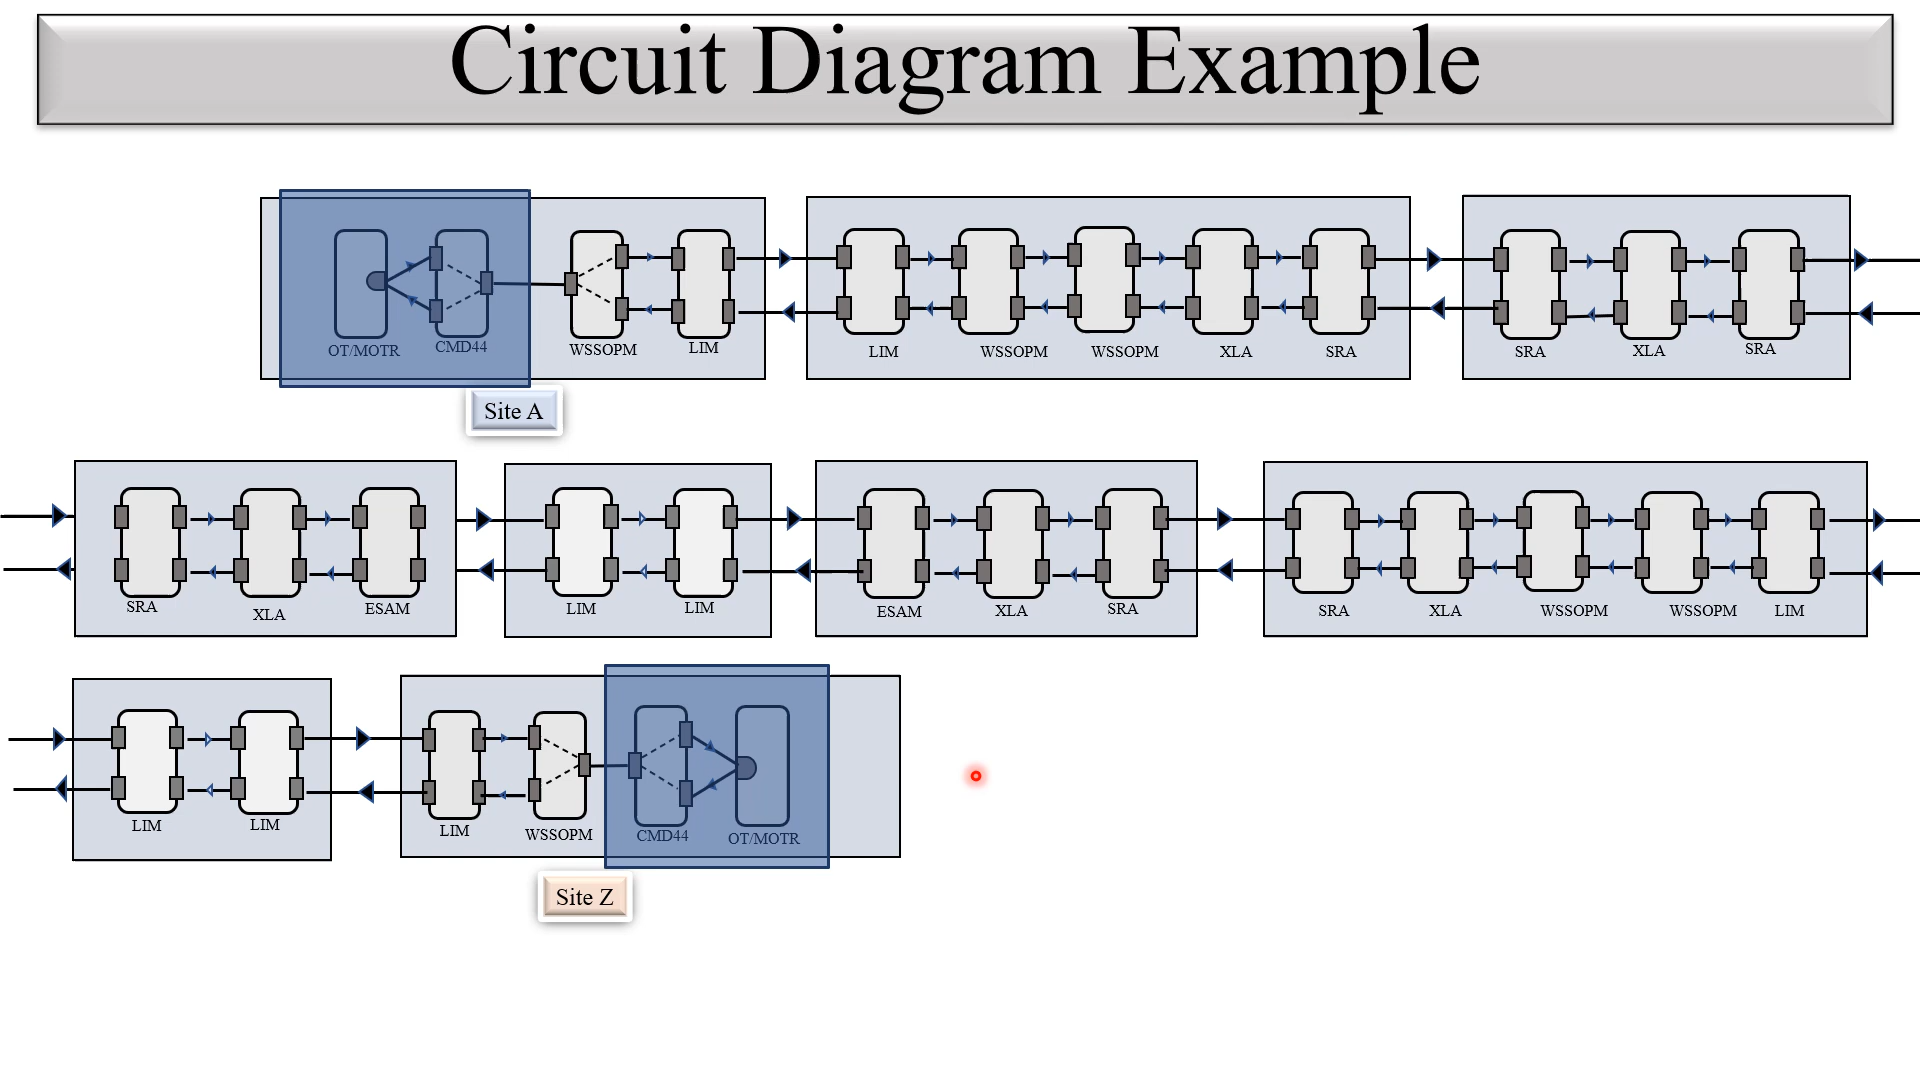 Circuit Diagram Example
OT/MOTR CMD44 WSSOPM LIM
LIM WSSOPM WSSOPM XLA SRA
SRA XLA SRA
Site A
SRA XLA ESAM
LIM LIM
ESAM XLA SRA
SRA XLA WSSOPM WSSOPM LIM
LIM LIM
LIM WSSOPM CMD44 OT/MOTR
Site Z